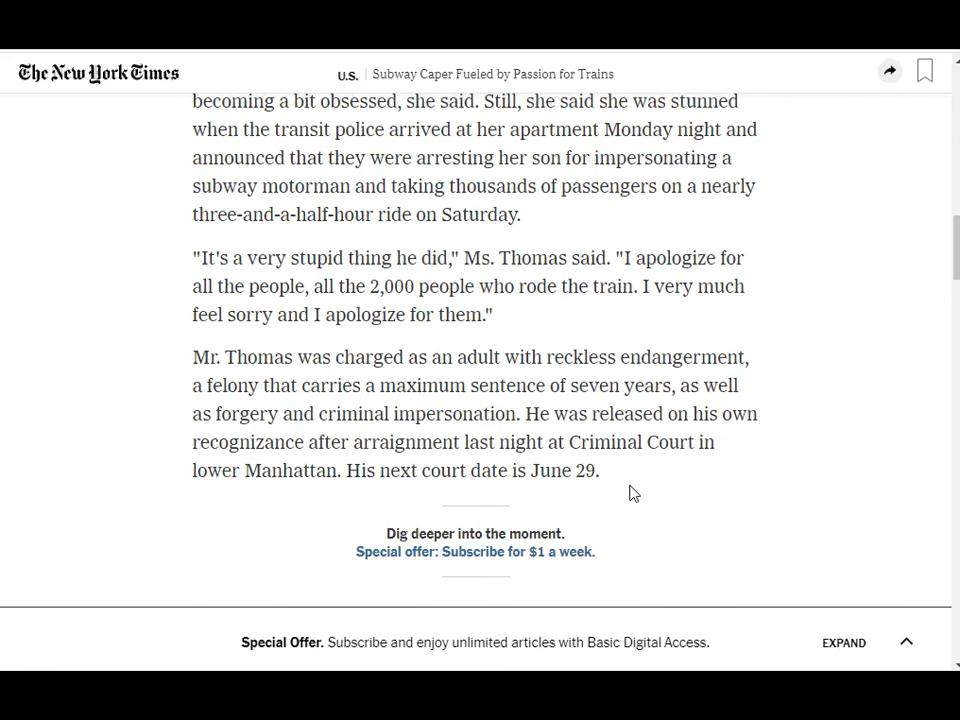 The New York Times
U.S. | Subway Caper Fueled by Passion for Trains
becoming a bit obsessed, she said. Still, she said she was stunned
when the transit police arrived at her apartment Monday night and
announced that they were arresting her son for impersonating a
subway motorman and taking thousands of passengers on a nearly
three-and-a-half-hour ride on Saturday.
"It's a very stupid thing he did," Ms. Thomas said. "I apologize for
all the people, all the 2,000 people who rode the train. I very much
feel sorry and I apologize for them."
Mr. Thomas was charged as an adult with reckless endangerment,
a felony that carries a maximum sentence of seven years, as well
as forgery and criminal impersonation. He was released on his own
recognizance after arraignment last night at Criminal Court in
lower Manhattan. His next court date is June 29.
Dig deeper into the moment.
Special offer: Subscribe for $1 a week.
Special Offer. Subscribe and enjoy unlimited articles with Basic Digital Access.
EXPAND